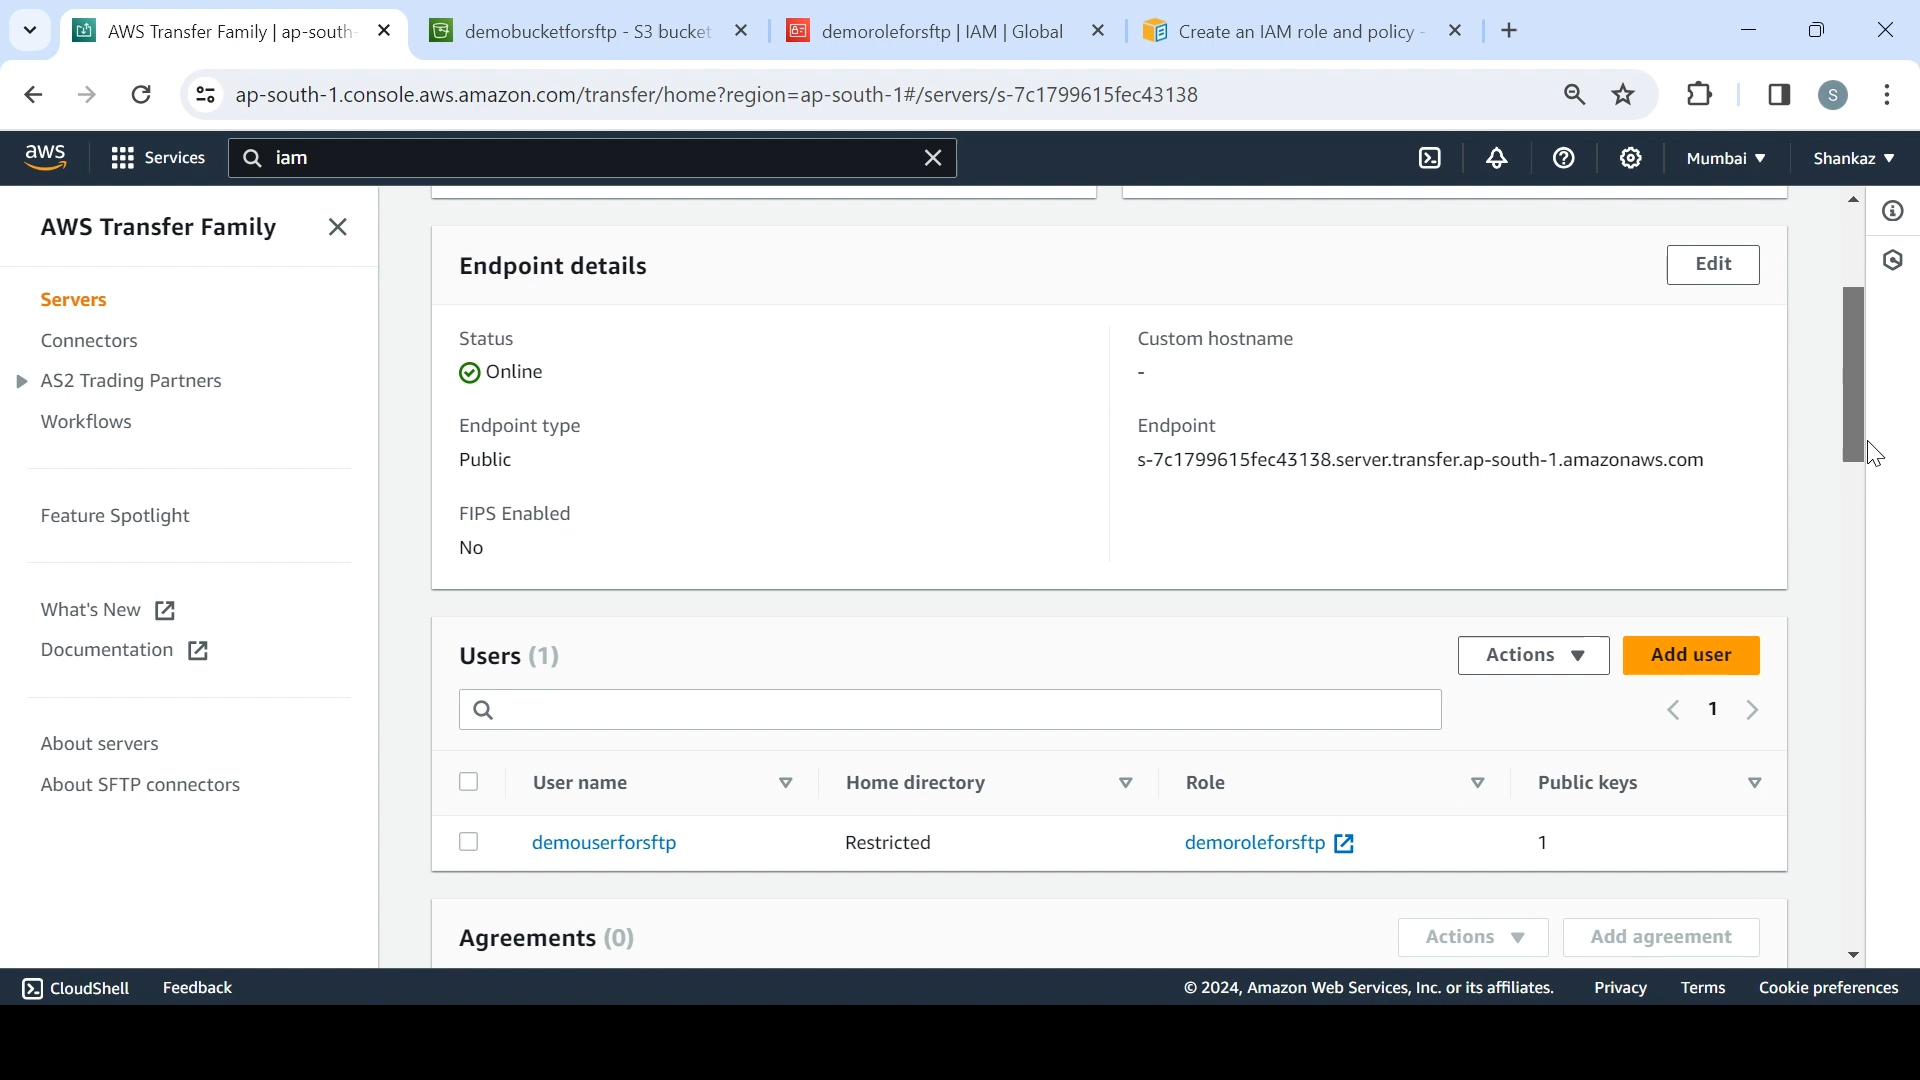 AWS Transfer Family | ap-south-
demobucketforsftp - S3 bucket
demoroleforsftp | IAM | Global
Create an IAM role and policy -
ap-south-1.console.aws.amazon.com/transfer/home?region=ap-south-1#/servers/s-7c1799615fec43138
S
aws
Services
iam
Mumbai
Shankaz
AWS Transfer Family
Servers
Connectors
AS2 Trading Partners
Workflows
Feature Spotlight
What's New
Documentation
About servers
About SFTP connectors
Endpoint details
Edit
Status
Online
Endpoint type
Public
FIPS Enabled
No
Custom hostname
-
Endpoint
s-7c1799615fec43138.server.transfer.ap-south-1.amazonaws.com
Users (1)
Actions
Add user
1
User name Home directory Role Public keys
demouserforsftp Restricted demoroleforsftp 1
Agreements (0)
Actions
Add agreement
CloudShell Feedback © 2024, Amazon Web Services, Inc. or its affiliates. Privacy Terms Cookie preferences